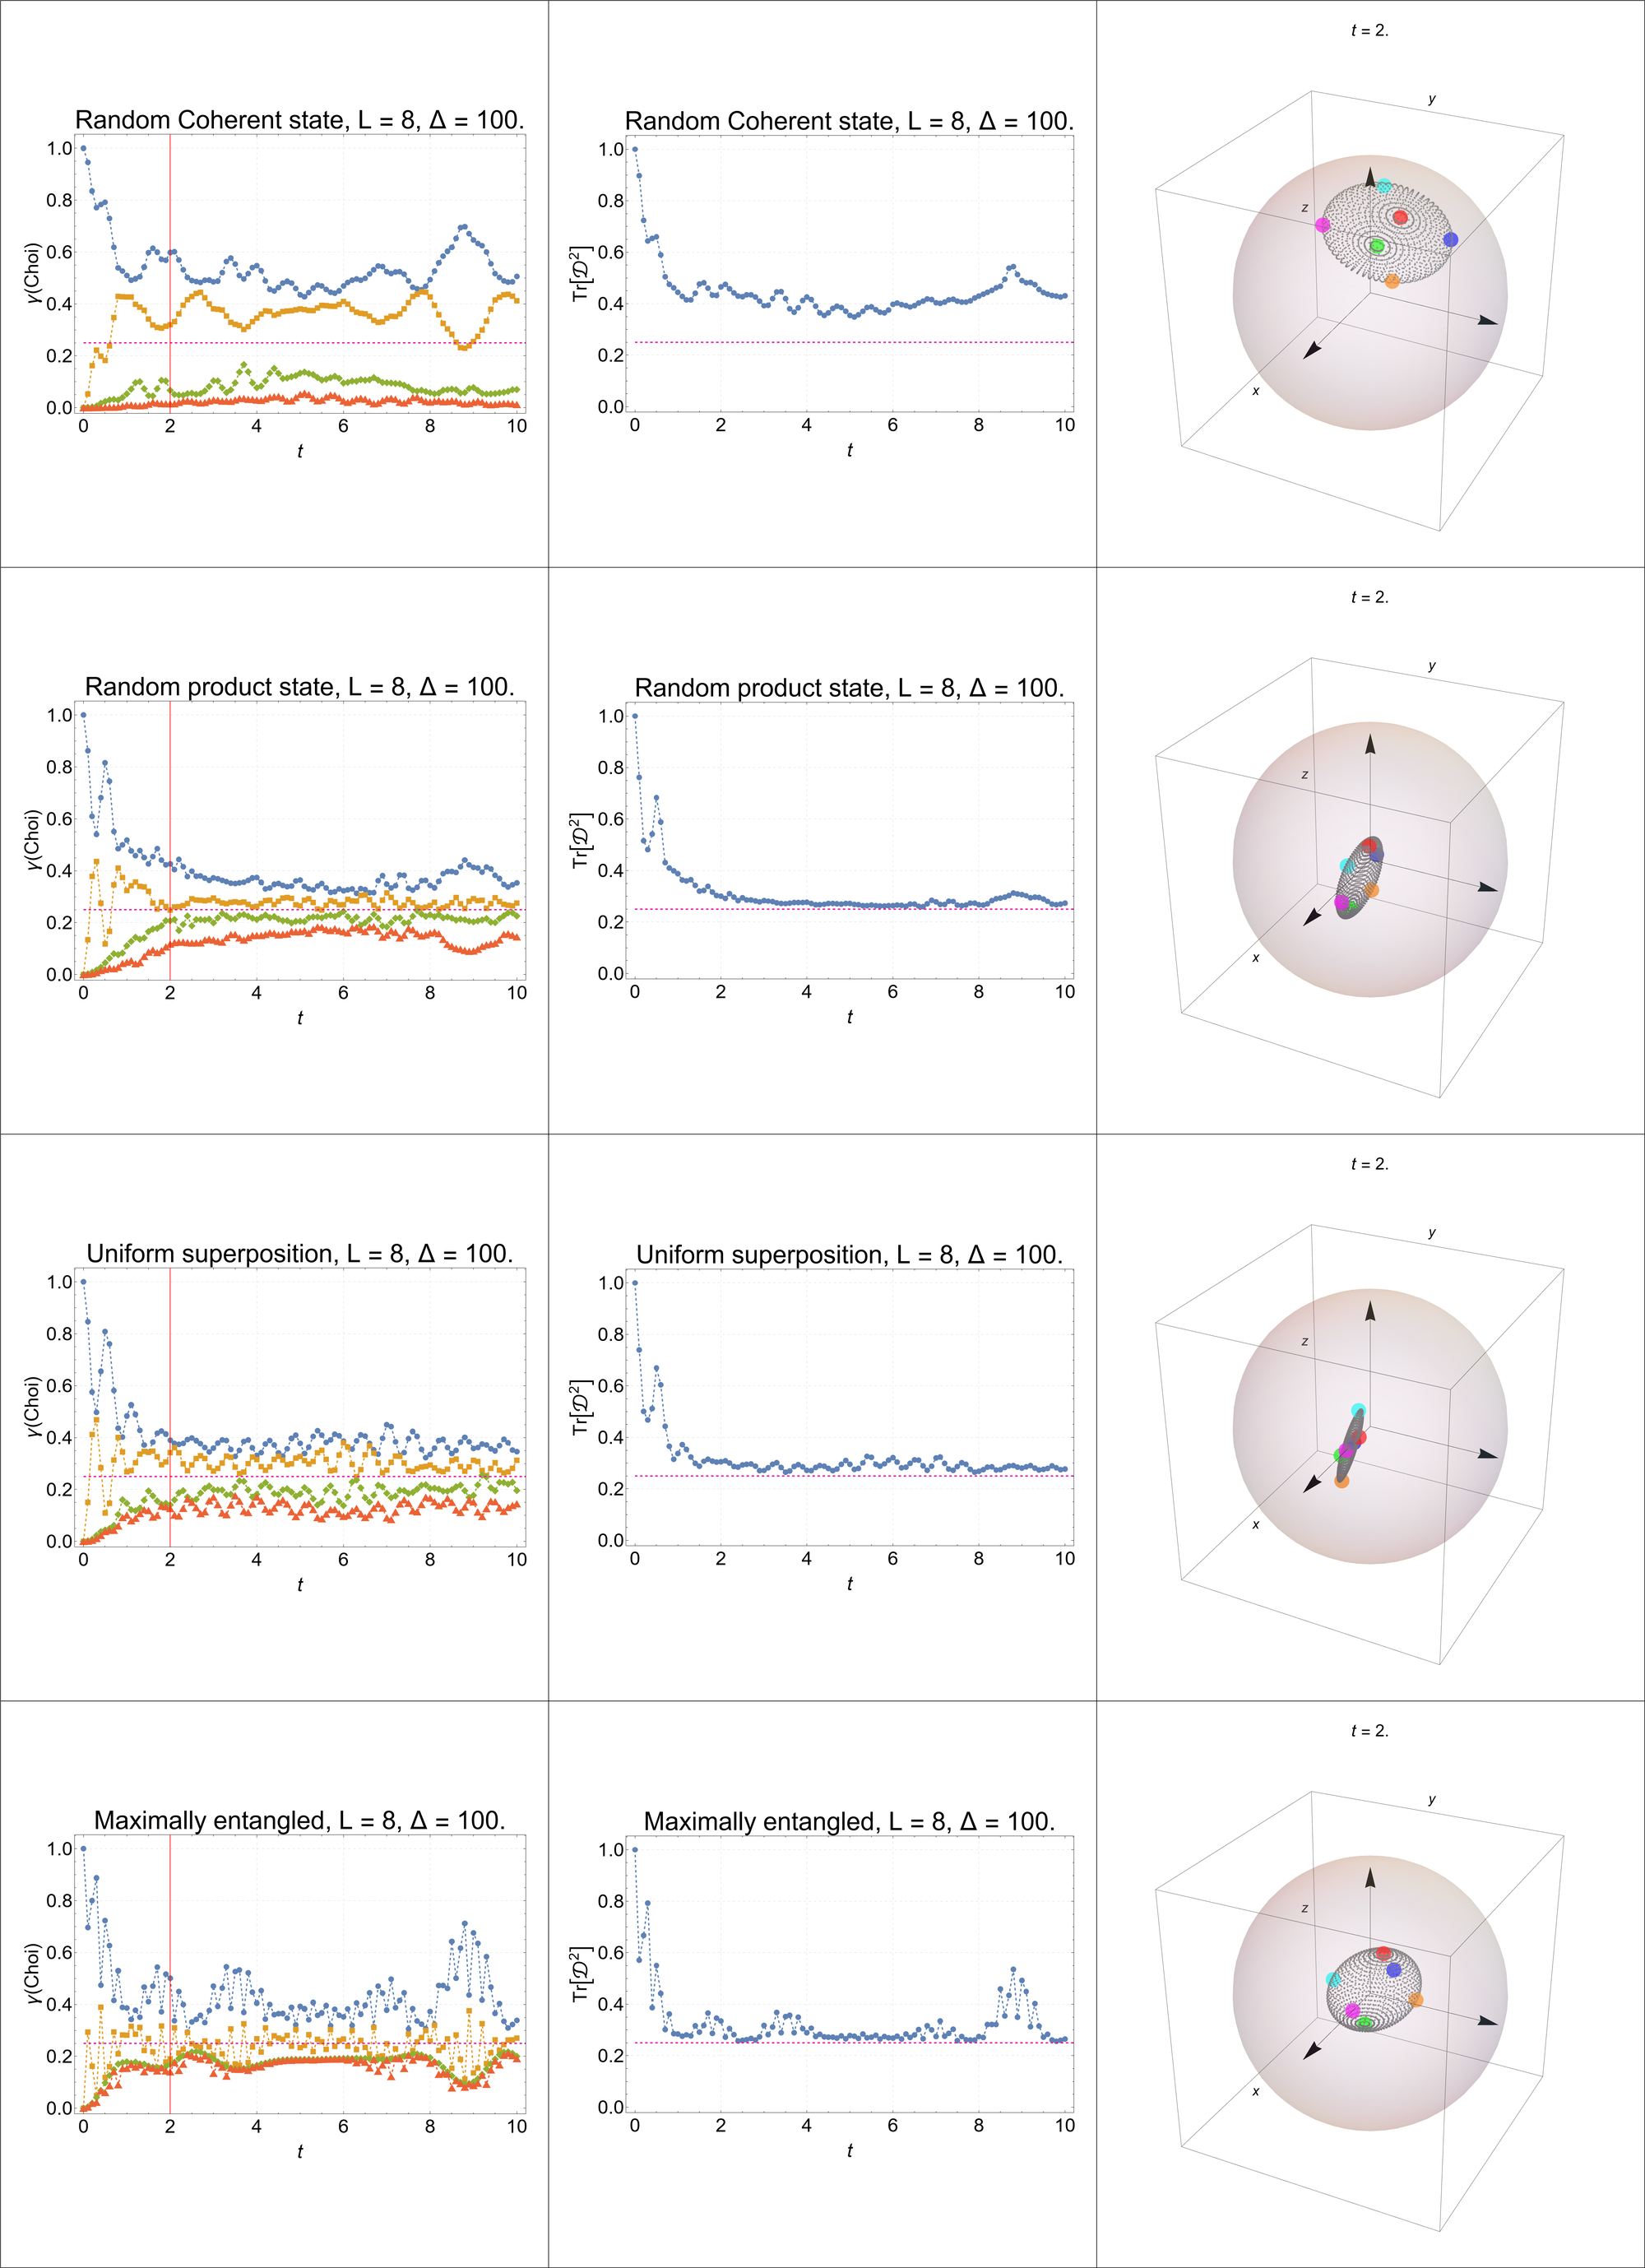 t = 2.
Random Coherent state, L = 8, Δ = 100.
γ(Choi)
1.0
0.8
0.6
0.4
0.2
0.0
0 2 4 6 8 10
t
Random Coherent state, L = 8, Δ = 100.
Tr[𝒟²]
1.0
0.8
0.6
0.4
0.2
0.0
0 2 4 6 8 10
t
y
z
x
t = 2.
Random product state, L = 8, Δ = 100.
γ(Choi)
1.0
0.8
0.6
0.4
0.2
0.0
0 2 4 6 8 10
t
Random product state, L = 8, Δ = 100.
Tr[𝒟²]
1.0
0.8
0.6
0.4
0.2
0.0
0 2 4 6 8 10
t
y
z
x
t = 2.
Uniform superposition, L = 8, Δ = 100.
γ(Choi)
1.0
0.8
0.6
0.4
0.2
0.0
0 2 4 6 8 10
t
Uniform superposition, L = 8, Δ = 100.
Tr[𝒟²]
1.0
0.8
0.6
0.4
0.2
0.0
0 2 4 6 8 10
t
y
z
x
t = 2.
Maximally entangled, L = 8, Δ = 100.
γ(Choi)
1.0
0.8
0.6
0.4
0.2
0.0
0 2 4 6 8 10
t
Maximally entangled, L = 8, Δ = 100.
Tr[𝒟²]
1.0
0.8
0.6
0.4
0.2
0.0
0 2 4 6 8 10
t
y
z
x